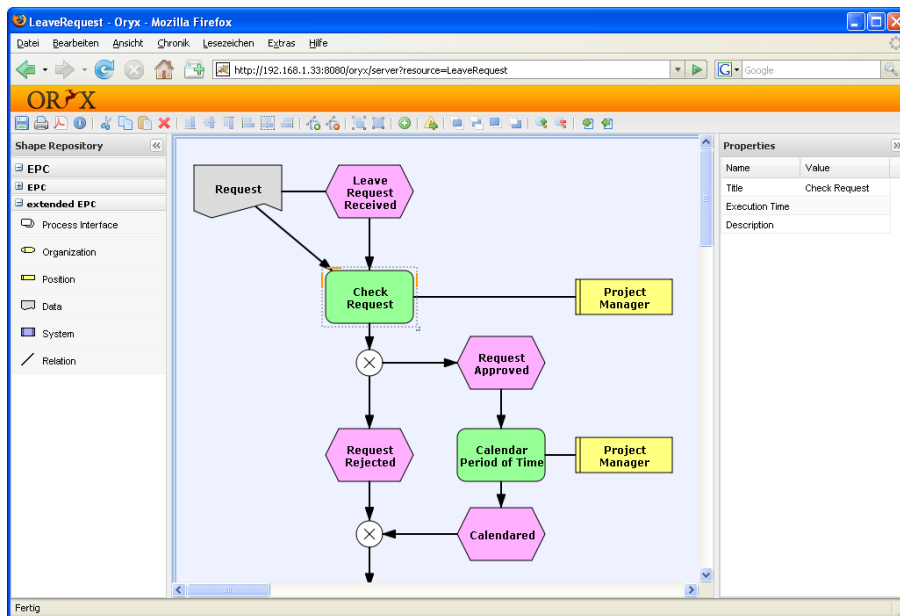 LeaveRequest - Oryx - Mozilla Firefox
Datei Bearbeiten Ansicht Chronik Lesezeichen Extras Hilfe
http://192.168.1.33:8080/oryx/server?resource=LeaveRequest
G Google
ORYX
Shape Repository
Properties
EPC
Name Value
EPC
Title Check Request
extended EPC
Execution Time
Process Interface
Description
Organization
Position
Data
System
Relation
Request
Leave
Request
Received
Check
Request
Project
Manager
Request
Approved
Request
Rejected
Calendar
Period of Time
Project
Manager
Calendared
Fertig